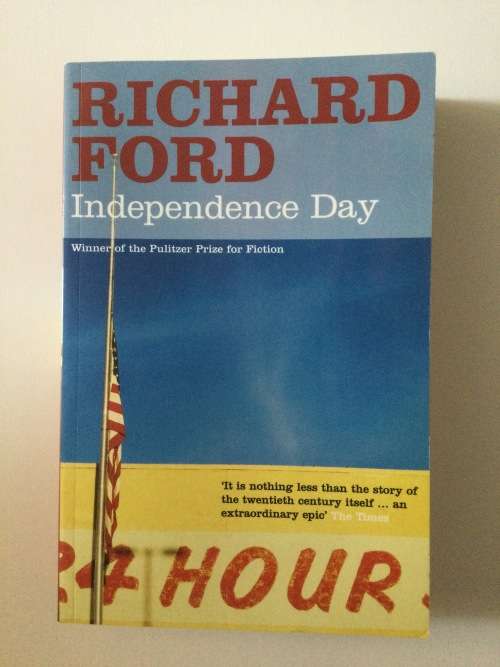 RICHARD
FORD
Independence Day
Winner of the Pulitzer Prize for Fiction
'It is nothing less than the story of
the twentieth century itself ... an
extraordinary epic' The Times
24 HOUR